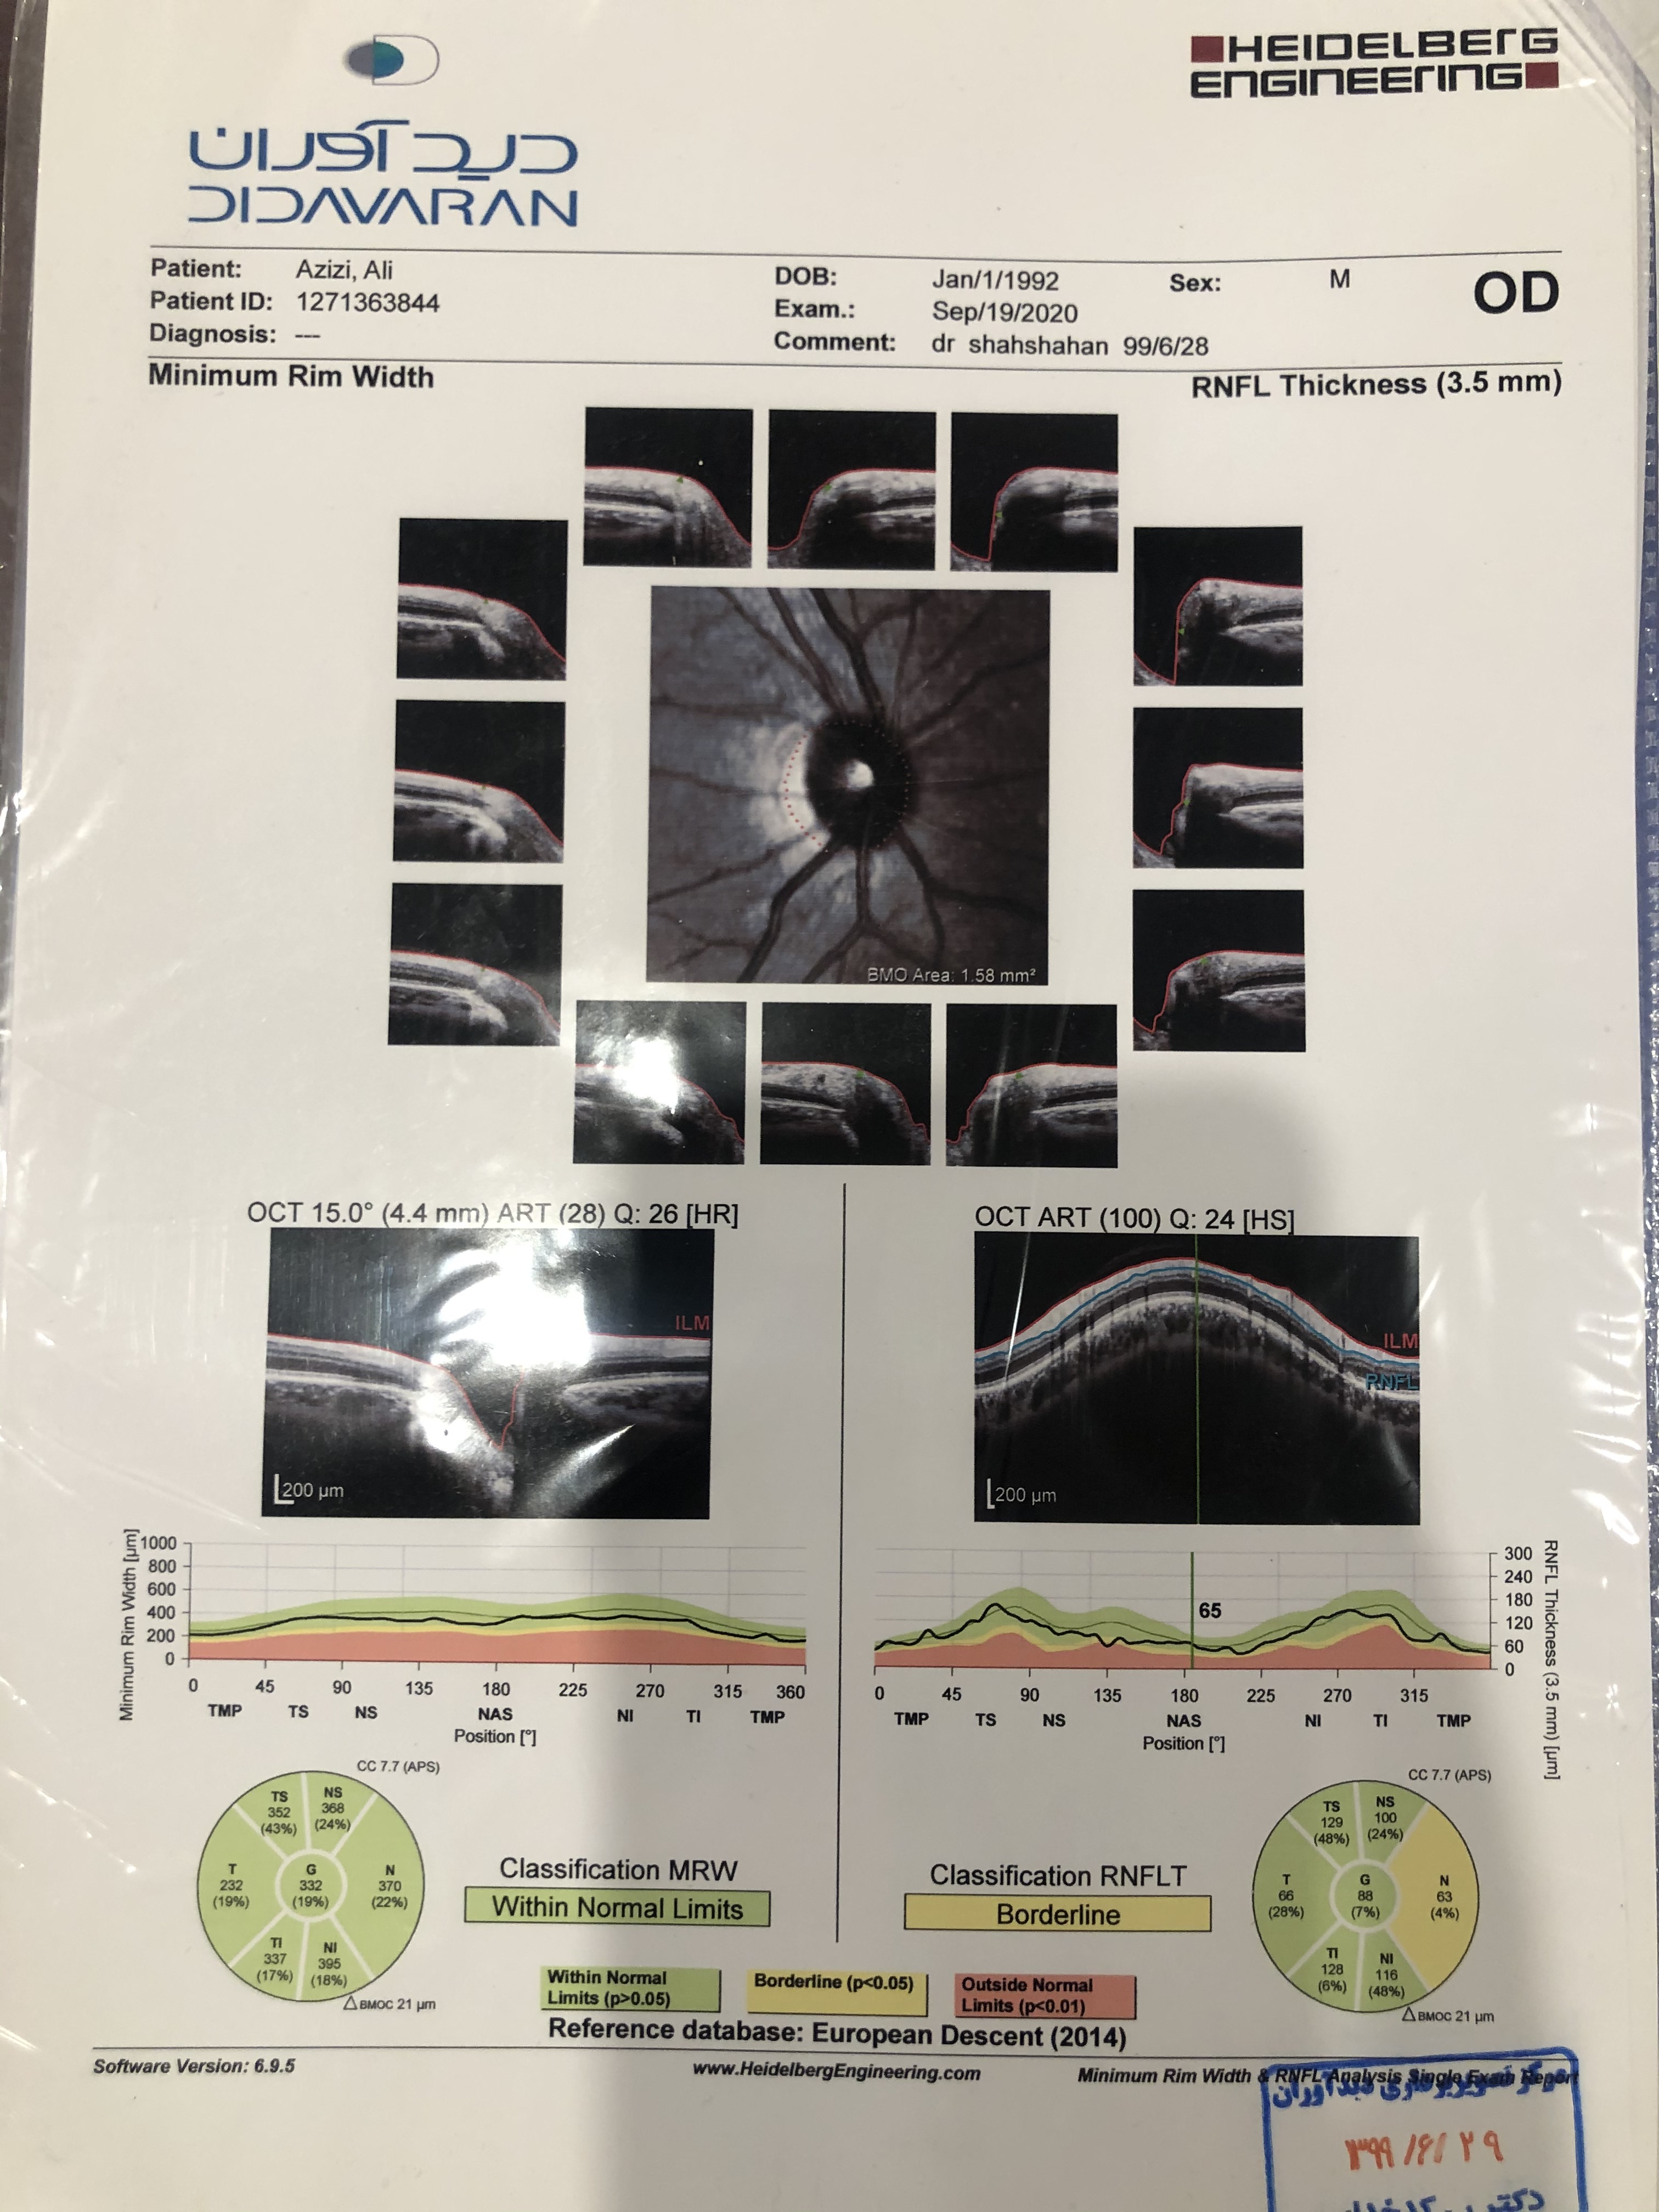 HEIDELBERG
ENGINEERING
دیدآوران
DIDAVARAN
Patient: Azizi, Ali
Patient ID: 1271363844
Diagnosis: ---
DOB: Jan/1/1992 Sex: M
Exam.: Sep/19/2020
Comment: dr shahshahan 99/6/28
OD
Minimum Rim Width
RNFL Thickness (3.5 mm)
BMO Area: 1.58 mm²
OCT 15.0° (4.4 mm) ART (28) Q: 26 [HR]
ILM
200 µm
OCT ART (100) Q: 24 [HS]
ILM
RNFL
200 µm
Minimum Rim Width [µm]
1000
800
600
400
200
0
0 45 90 135 180 225 270 315 360
TMP TS NS NAS NI TI TMP
Position [°]
65
300
240
180
120
60
0
RNFL Thickness (3.5 mm) [µm]
0 45 90 135 180 225 270 315
TMP TS NS NAS NI TI TMP
Position [°]
CC 7.7 (APS)
TS
352
(43%)
NS
368
(24%)
T
232
(19%)
G
332
(19%)
N
370
(22%)
TI
337
(17%)
NI
395
(18%)
△BMOC 21 µm
Classification MRW
Within Normal Limits
Classification RNFLT
Borderline
CC 7.7 (APS)
TS
129
(48%)
NS
100
(24%)
T
66
(28%)
G
88
(7%)
N
63
(4%)
TI
128
(6%)
NI
116
(48%)
△BMOC 21 µm
Within Normal
Limits (p>0.05)
Borderline (p<0.05)
Outside Normal
Limits (p<0.01)
Reference database: European Descent (2014)
Software Version: 6.9.5
www.HeidelbergEngineering.com
Minimum Rim Width & RNFL Analysis Single Exam Report
مرکز تصویربرداری دیدآوران
۱۳۹۹/۶/۲۹
دکتر